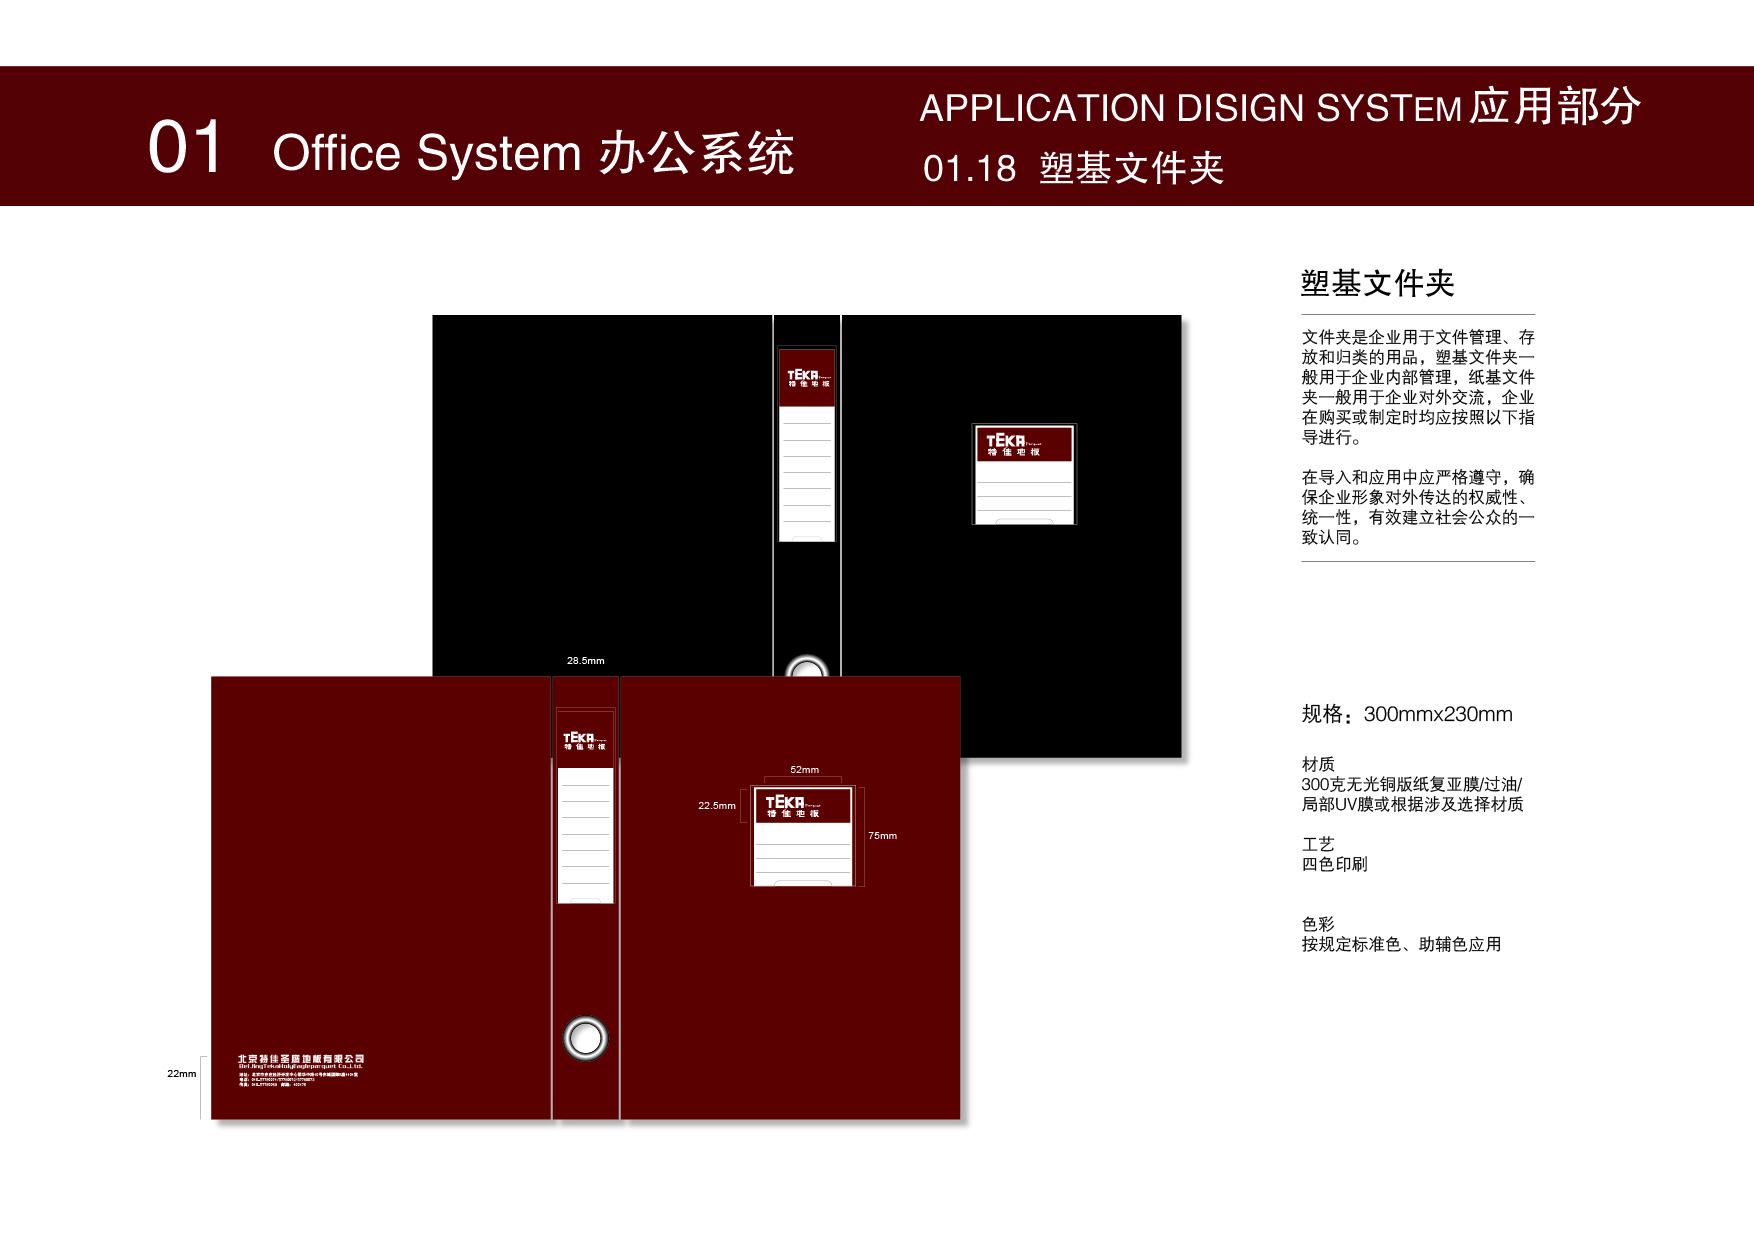 01 Office System 办公系统
APPLICATION DISIGN SYSTEM 应用部分
01.18 塑基文件夹
塑基文件夹
文件夹是企业用于文件管理、存
放和归类的用品，塑基文件夹一
般用于企业内部管理，纸基文件
夹一般用于企业对外交流，企业
在购买或制定时均应按照以下指
导进行。
在导入和应用中应严格遵守，确
保企业形象对外传达的权威性、
统一性，有效建立社会公众的一
致认同。
规格：300mmx230mm
材质
300克无光铜版纸复亚膜/过油/
局部UV膜或根据涉及选择材质
工艺
四色印刷
色彩
按规定标准色、助辅色应用
TEKA
特佳地板
TEKA
特佳地板
28.5mm
TEKA
特佳地板
52mm
22.5mm
TEKA
特佳地板
75mm
22mm
北京特佳圣鹰地板有限公司
BeiJingTekaHolyEagleparquet Co.,Ltd.